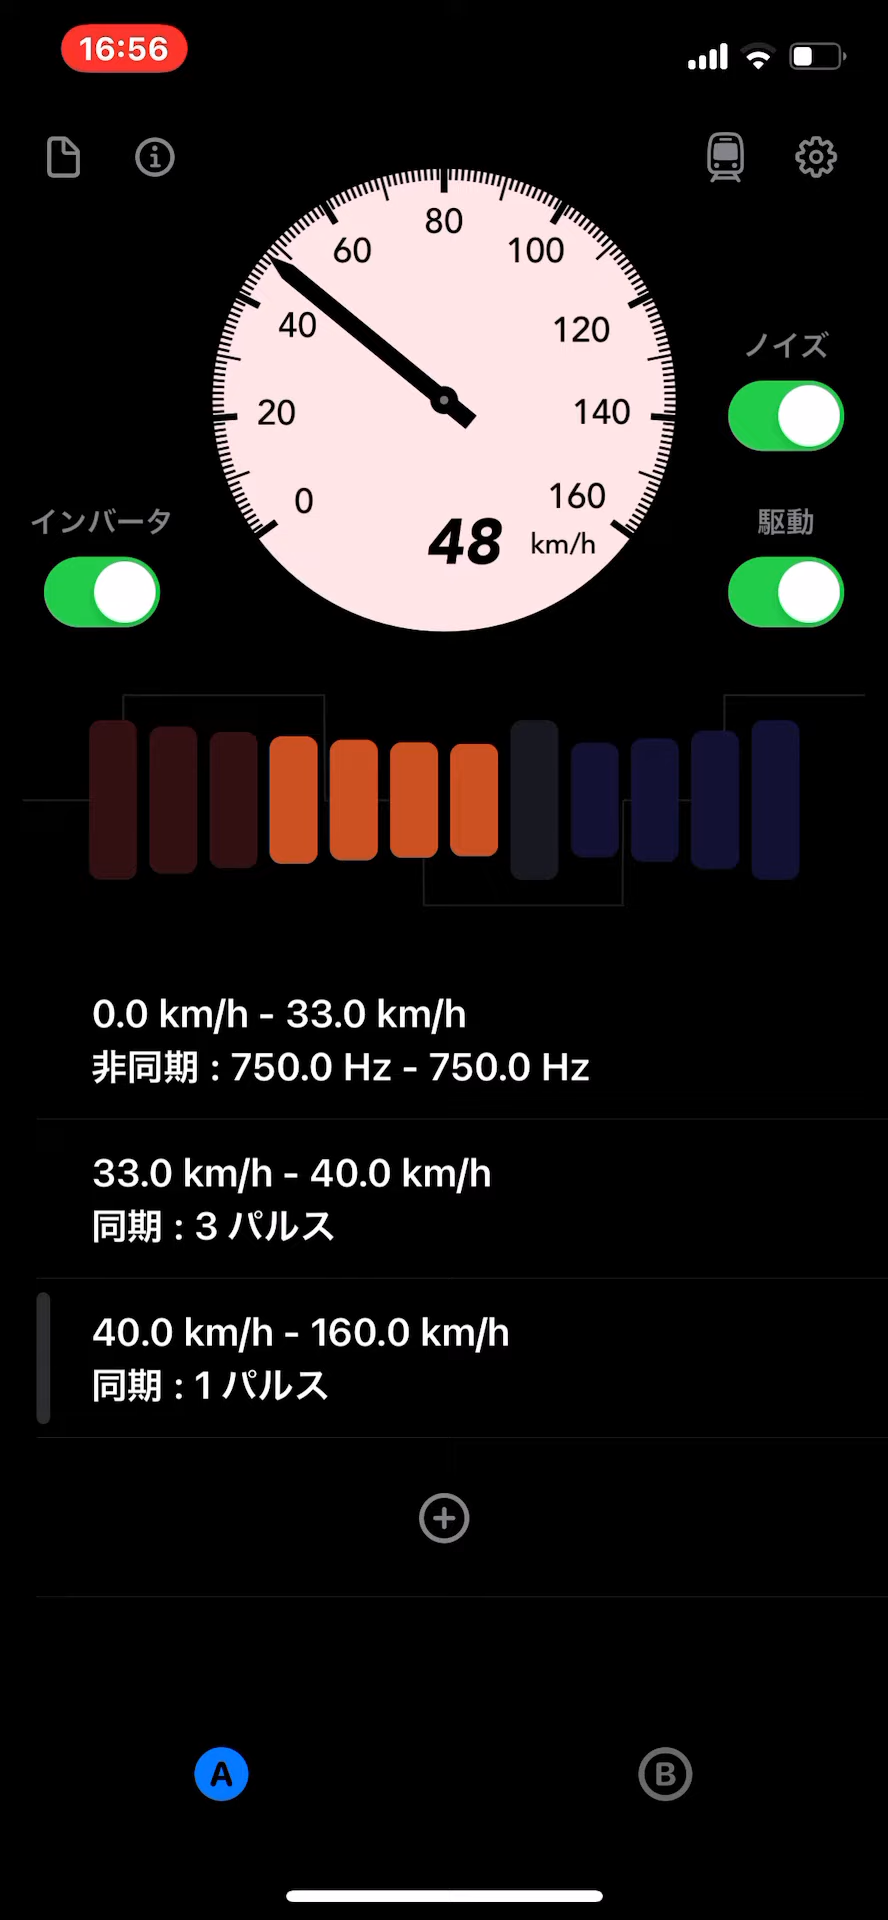 16:56
80
60
100
40
120
20
140
0
160
48 km/h
ノイズ
インバータ
駆動
0.0 km/h - 33.0 km/h
非同期 : 750.0 Hz - 750.0 Hz
33.0 km/h - 40.0 km/h
同期 : 3 パルス
40.0 km/h - 160.0 km/h
同期 : 1 パルス
A
B